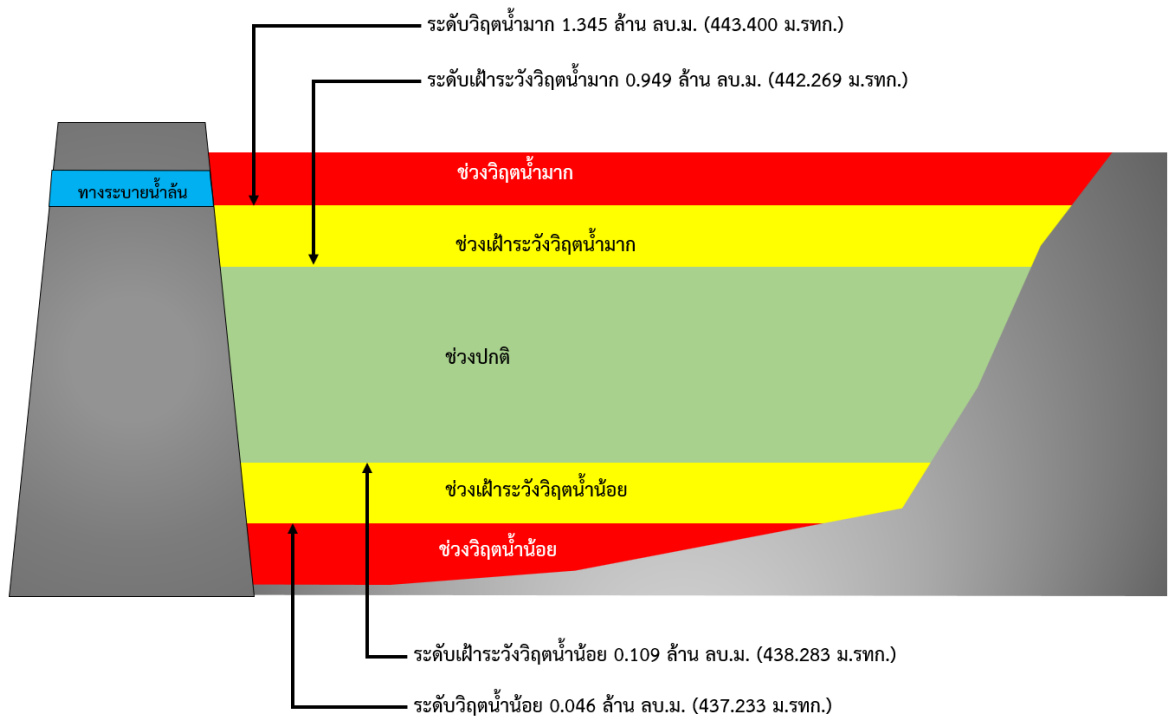 ระดับวิฤตน้ำมาก 1.345 ล้าน ลบ.ม. (443.400 ม.รทก.)
ระดับเฝ้าระวังวิฤตน้ำมาก 0.949 ล้าน ลบ.ม. (442.269 ม.รทก.)
ช่วงวิฤตน้ำมาก
ทางระบายน้ำล้น
ช่วงเฝ้าระวังวิฤตน้ำมาก
ช่วงปกติ
ช่วงเฝ้าระวังวิฤตน้ำน้อย
ช่วงวิฤตน้ำน้อย
ระดับเฝ้าระวังวิฤตน้ำน้อย 0.109 ล้าน ลบ.ม. (438.283 ม.รทก.)
ระดับวิฤตน้ำน้อย 0.046 ล้าน ลบ.ม. (437.233 ม.รทก.)